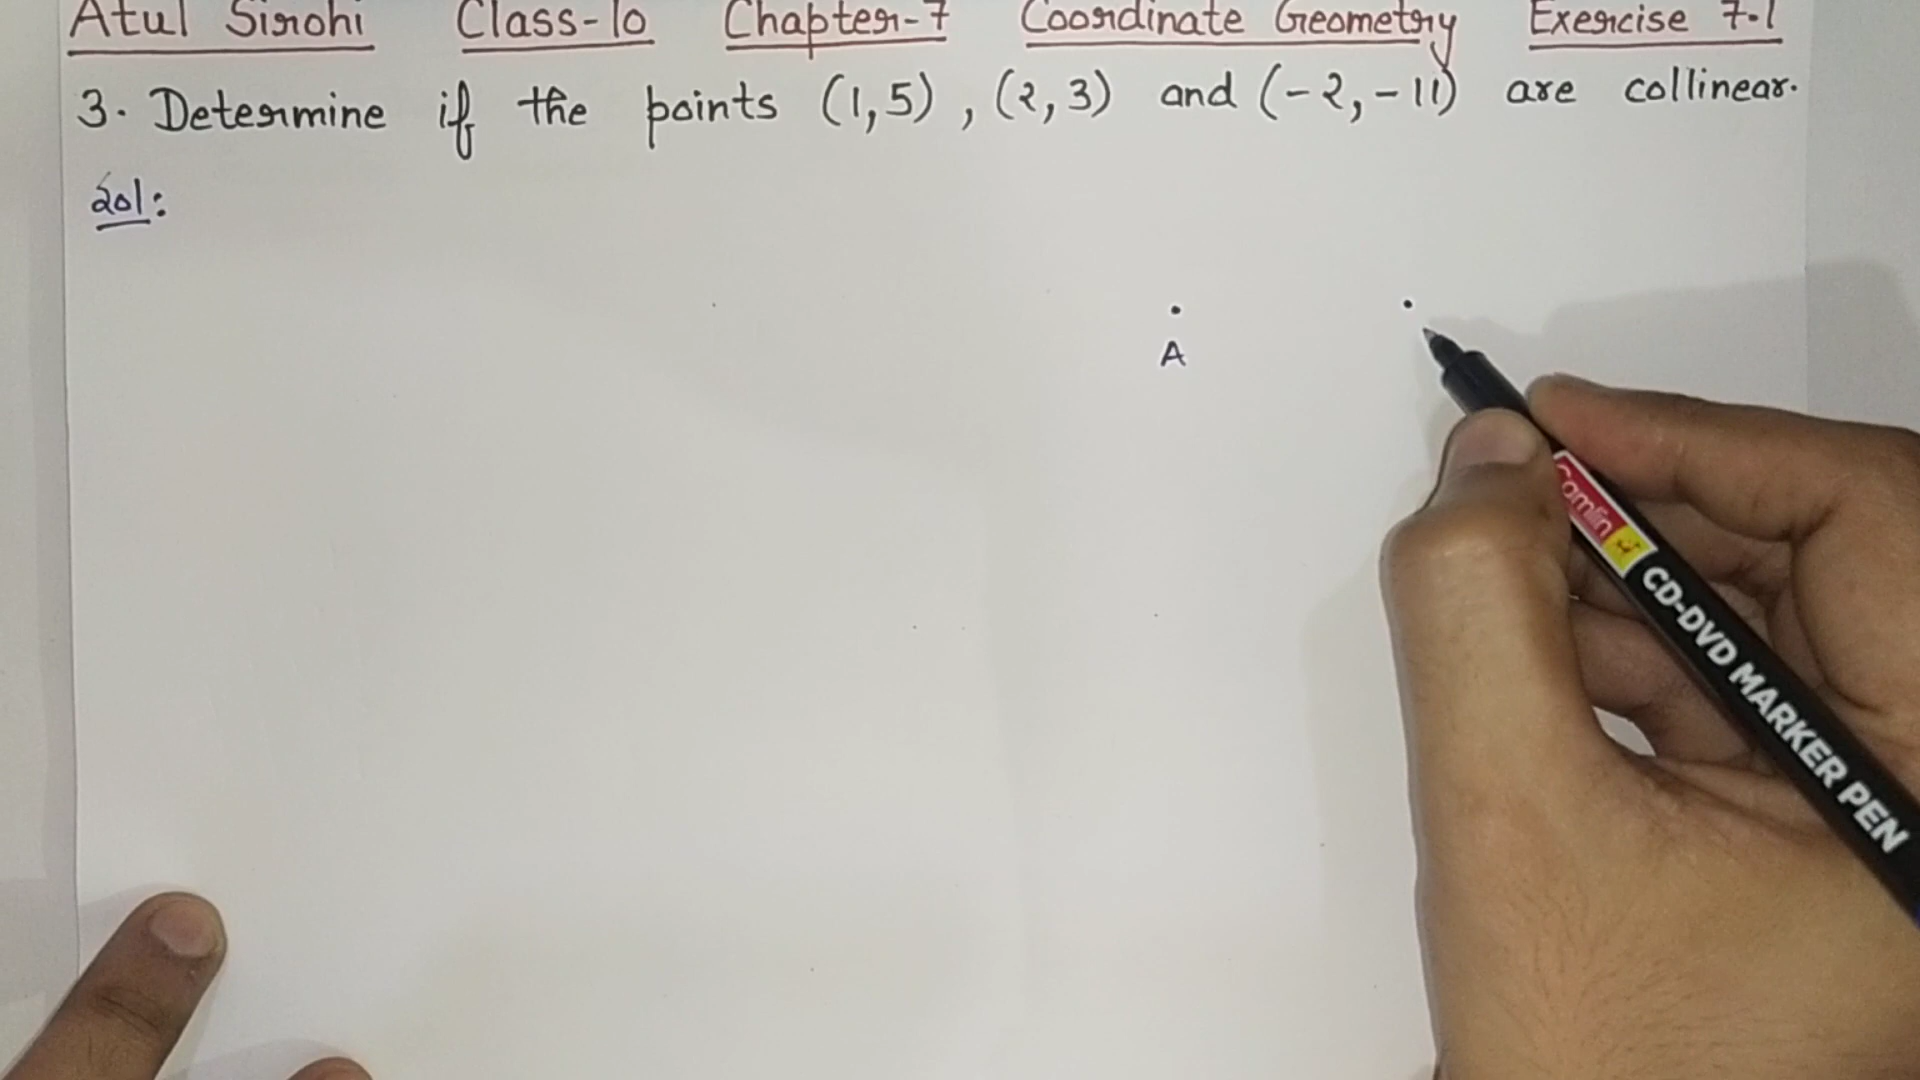 Atul Sirohi Class-10 Chapter-7 Coordinate Geometry Exercise 7.1
3. Determine if the points (1,5), (2,3) and (-2,-11) are collinear.
Sol:
A
Camlin
CD-DVD MARKER PEN